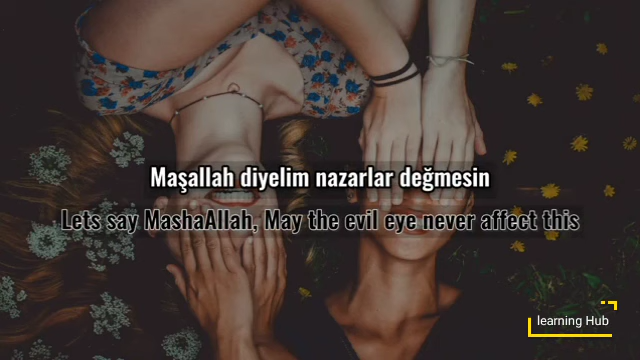 Maşallah diyelim nazarlar değmesin
Lets say MashaAllah, May the evil eye never affect this
learning Hub